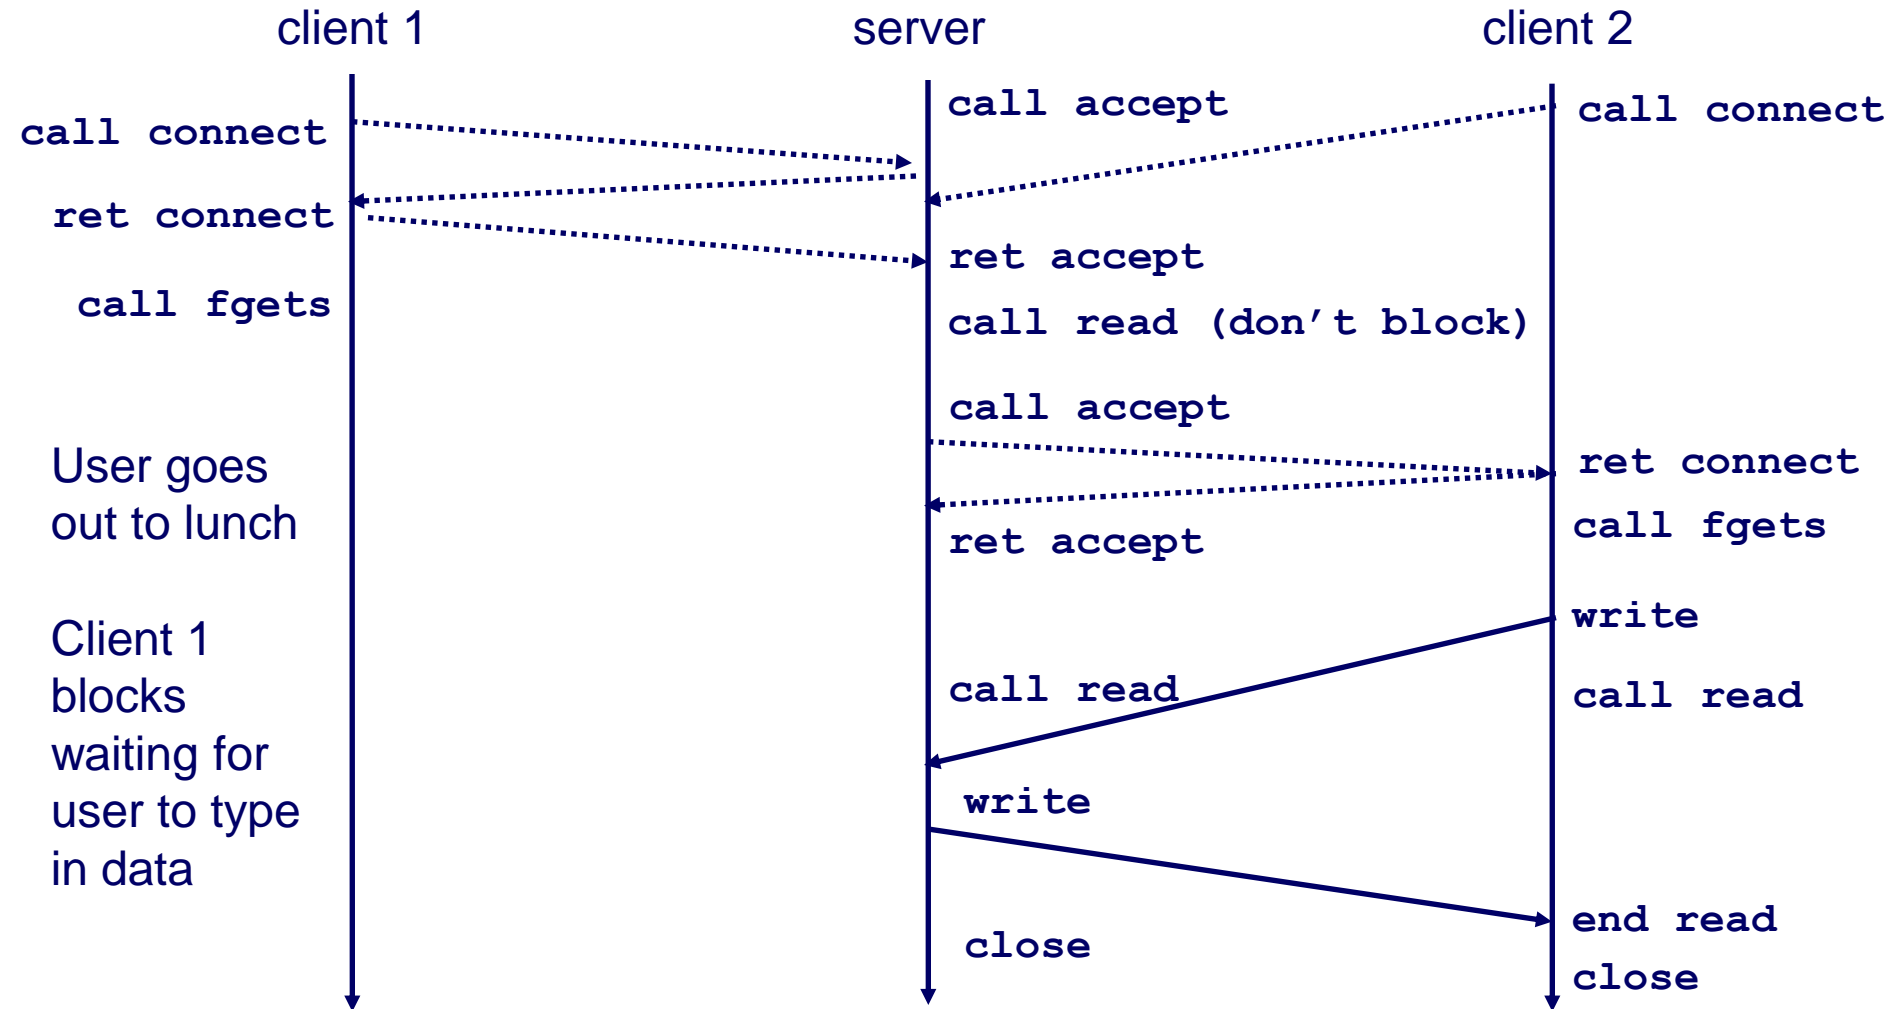 client 1
server
client 2
call connect
ret connect
call fgets
User goes
out to lunch
Client 1
blocks
waiting for
user to type
in data
call accept
ret accept
call read (don’t block)
call accept
ret accept
call read
write
close
call connect
ret connect
call fgets
write
call read
end read
close